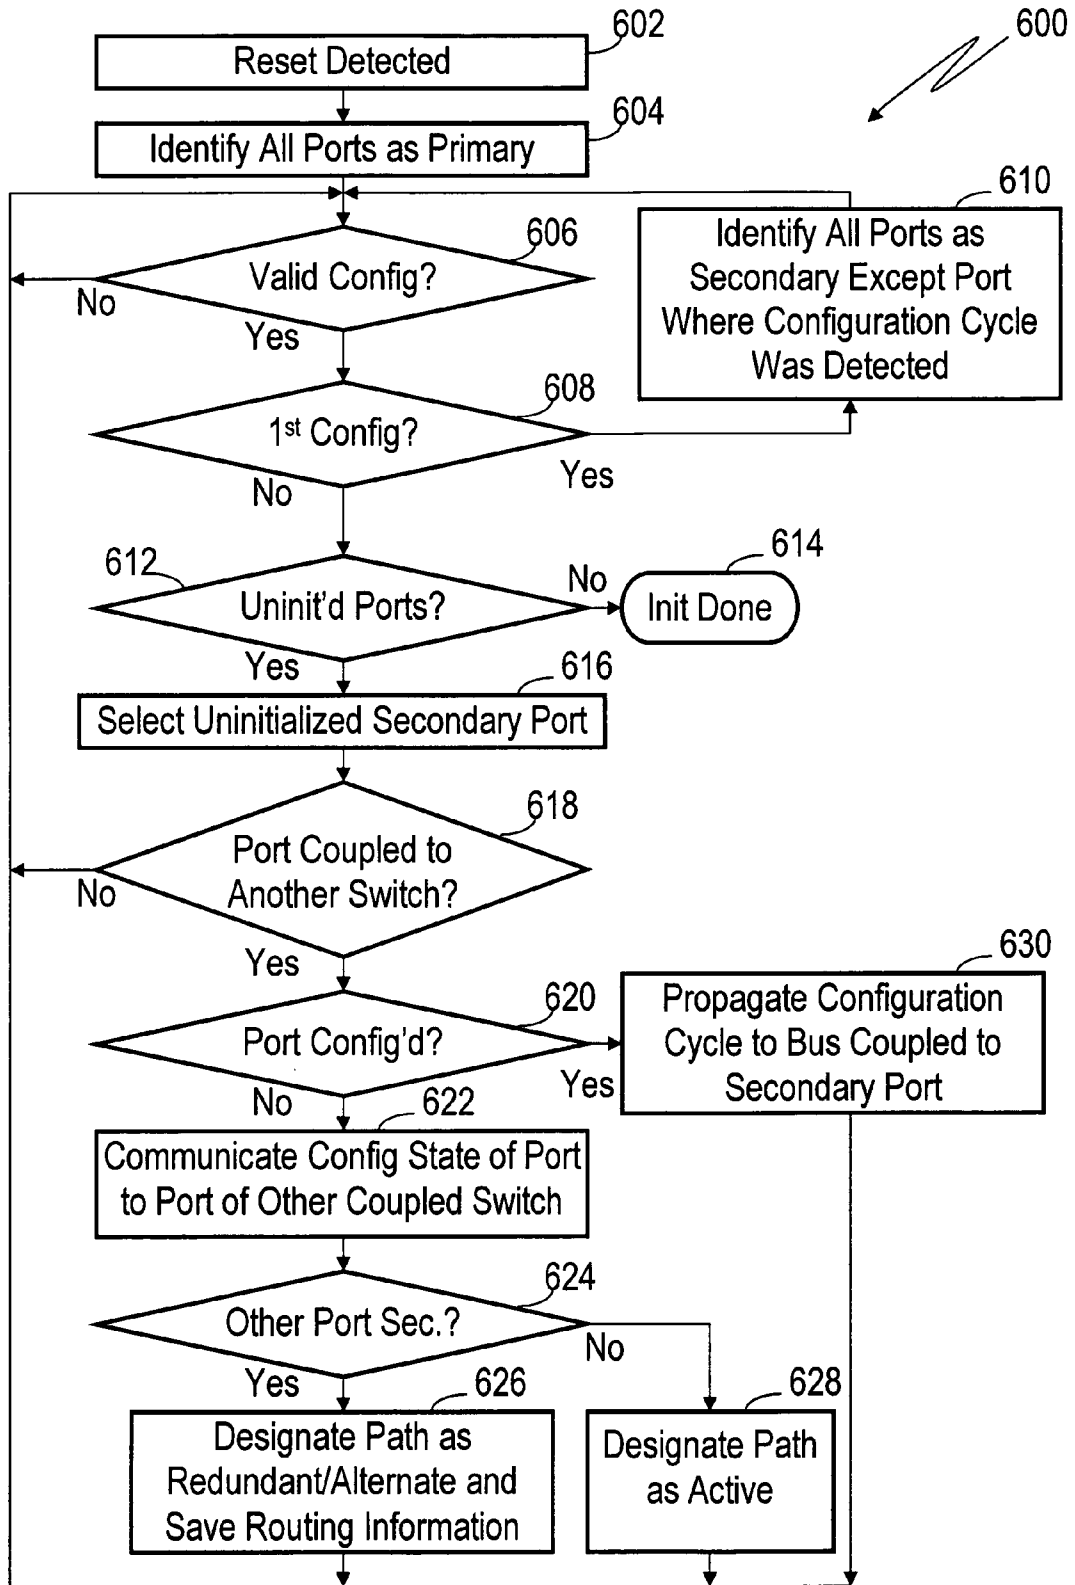 602
600
Reset Detected
604
Identify All Ports as Primary
610
Identify All Ports as
Secondary Except Port
Where Configuration Cycle
Was Detected
606
Valid Config?
No
Yes
608
1st Config?
Yes
No
612
Uninit'd Ports?
No
614
Init Done
Yes
616
Select Uninitialized Secondary Port
618
Port Coupled to
Another Switch?
No
Yes
630
Propagate Configuration
Cycle to Bus Coupled to
Secondary Port
620
Port Config'd?
Yes
No
622
Communicate Config State of Port
to Port of Other Coupled Switch
624
Other Port Sec.?
No
Yes
626
Designate Path as
Redundant/Alternate and
Save Routing Information
628
Designate Path
as Active